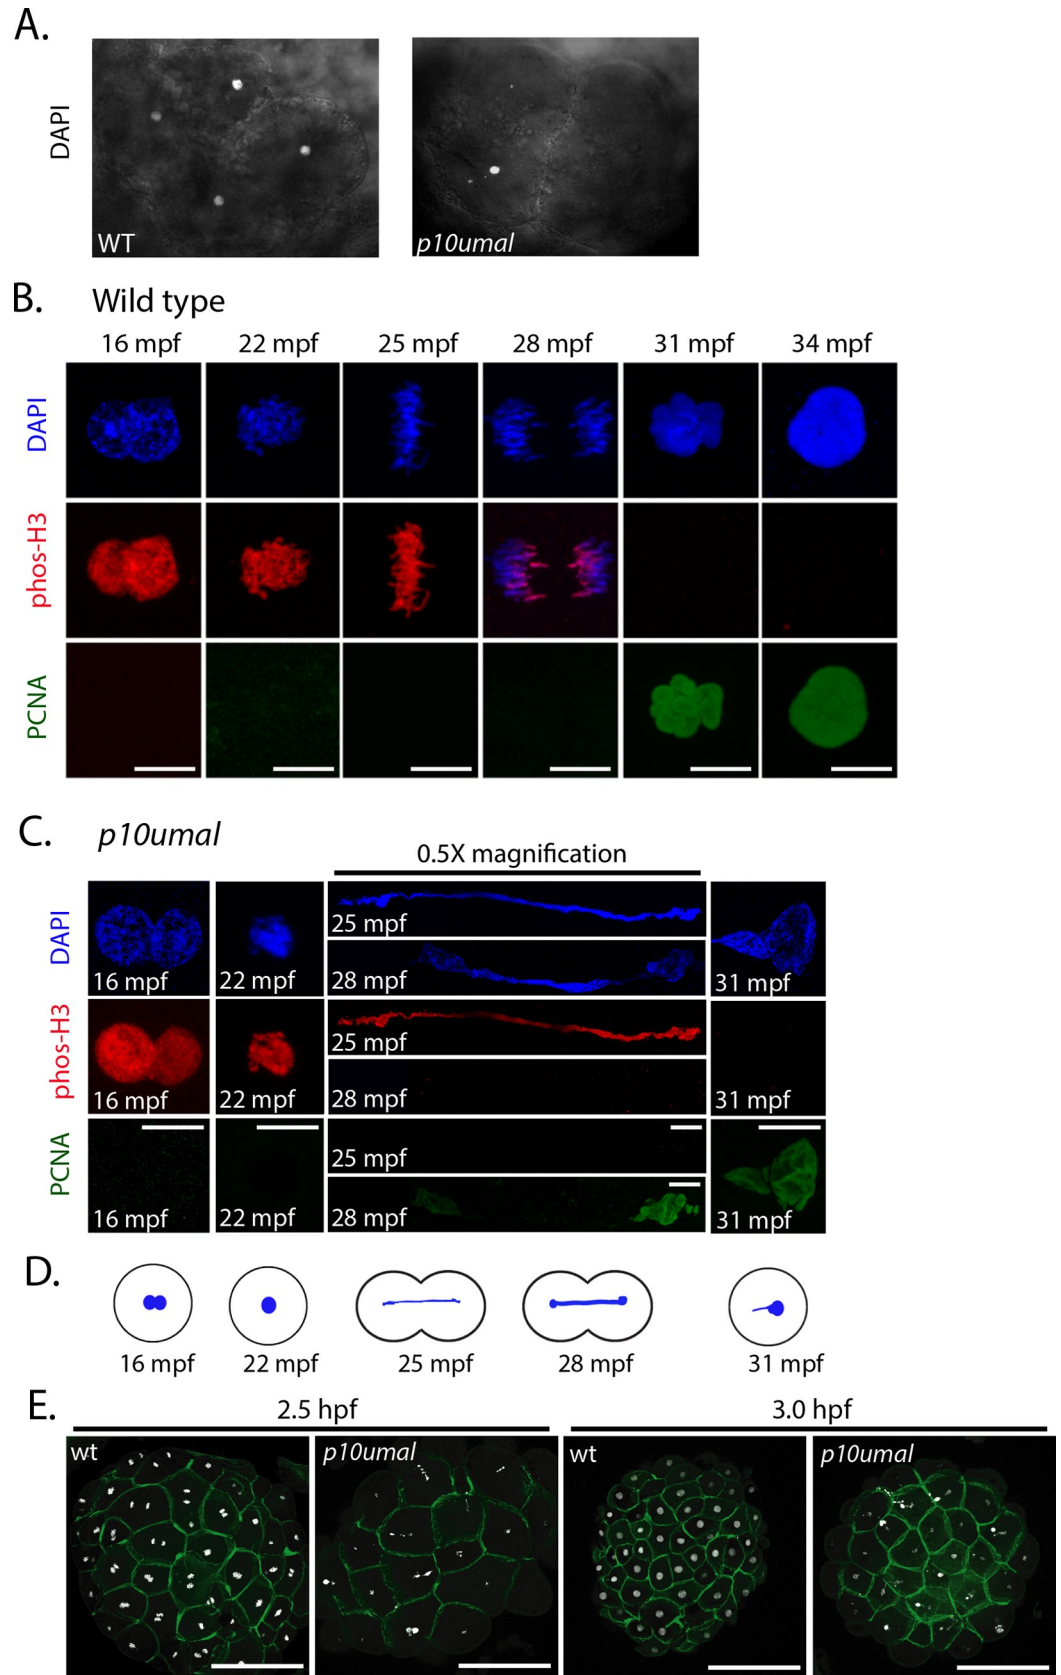 A.
DAPI
WT
p10umal
B.
Wild type
16 mpf 22 mpf 25 mpf 28 mpf 31 mpf 34 mpf
DAPI
phos-H3
PCNA
C.
p10umal
0.5X magnification
DAPI
16 mpf
22 mpf
25 mpf
28 mpf
31 mpf
phos-H3
16 mpf
22 mpf
25 mpf
28 mpf
31 mpf
PCNA
16 mpf
22 mpf
25 mpf
28 mpf
31 mpf
D.
16 mpf 22 mpf 25 mpf 28 mpf 31 mpf
E.
2.5 hpf 3.0 hpf
wt
p10umal
wt
p10umal